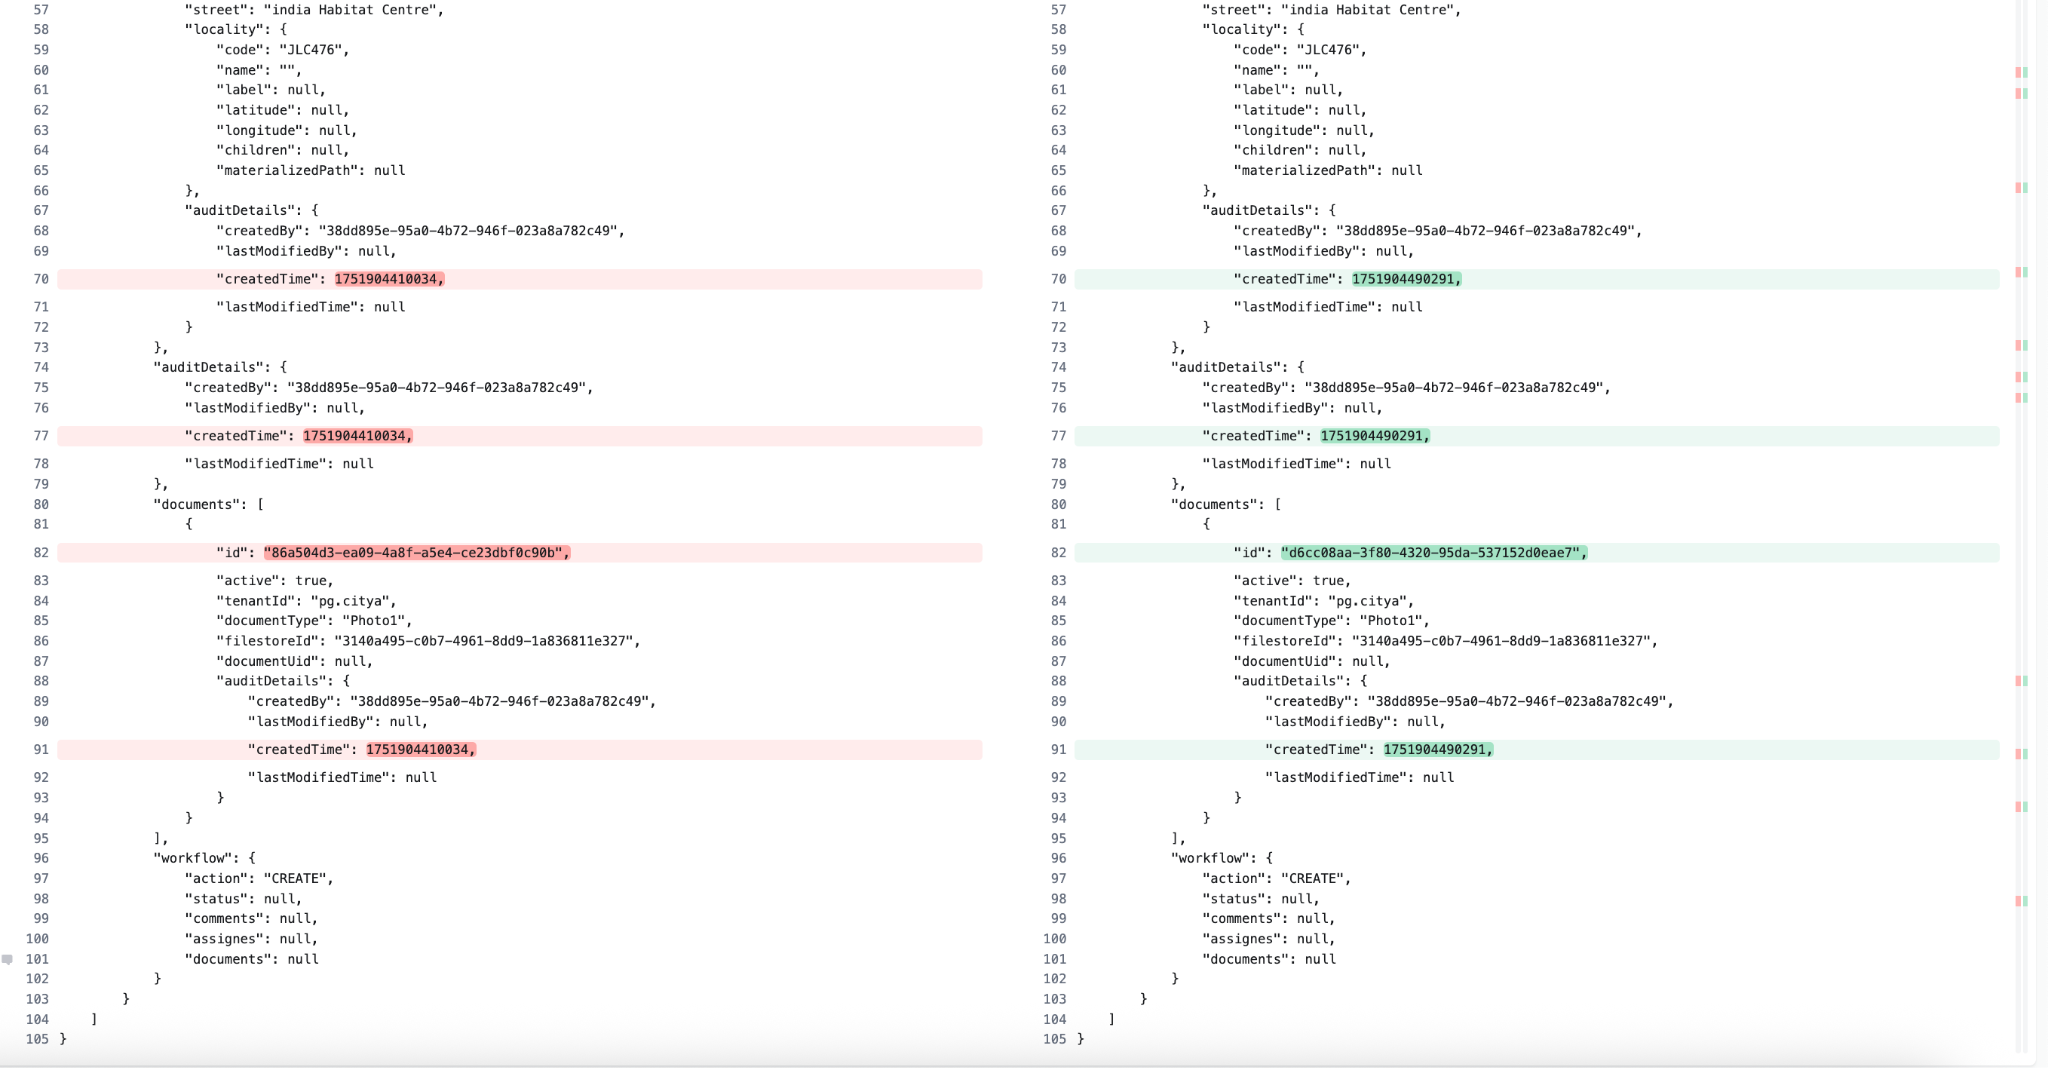 57 "street": "india Habitat Centre",
58 "locality": {
59 "code": "JLC476",
60 "name": "",
61 "label": null,
62 "latitude": null,
63 "longitude": null,
64 "children": null,
65 "materializedPath": null
66 },
67 "auditDetails": {
68 "createdBy": "38dd895e-95a0-4b72-946f-023a8a782c49",
69 "lastModifiedBy": null,
70 "createdTime": 1751904410034,
71 "lastModifiedTime": null
72 }
73 },
74 "auditDetails": {
75 "createdBy": "38dd895e-95a0-4b72-946f-023a8a782c49",
76 "lastModifiedBy": null,
77 "createdTime": 1751904410034,
78 "lastModifiedTime": null
79 },
80 "documents": [
81 {
82 "id": "86a504d3-ea09-4a8f-a5e4-ce23dbf0c90b",
83 "active": true,
84 "tenantId": "pg.citya",
85 "documentType": "Photo1",
86 "filestoreId": "3140a495-c0b7-4961-8dd9-1a836811e327",
87 "documentUid": null,
88 "auditDetails": {
89 "createdBy": "38dd895e-95a0-4b72-946f-023a8a782c49",
90 "lastModifiedBy": null,
91 "createdTime": 1751904410034,
92 "lastModifiedTime": null
93 }
94 }
95 ],
96 "workflow": {
97 "action": "CREATE",
98 "status": null,
99 "comments": null,
100 "assignes": null,
101 "documents": null
102 }
103 }
104 ]
105 }
57 "street": "india Habitat Centre",
58 "locality": {
59 "code": "JLC476",
60 "name": "",
61 "label": null,
62 "latitude": null,
63 "longitude": null,
64 "children": null,
65 "materializedPath": null
66 },
67 "auditDetails": {
68 "createdBy": "38dd895e-95a0-4b72-946f-023a8a782c49",
69 "lastModifiedBy": null,
70 "createdTime": 1751904490291,
71 "lastModifiedTime": null
72 }
73 },
74 "auditDetails": {
75 "createdBy": "38dd895e-95a0-4b72-946f-023a8a782c49",
76 "lastModifiedBy": null,
77 "createdTime": 1751904490291,
78 "lastModifiedTime": null
79 },
80 "documents": [
81 {
82 "id": "d6cc08aa-3f80-4320-95da-537152d0eae7",
83 "active": true,
84 "tenantId": "pg.citya",
85 "documentType": "Photo1",
86 "filestoreId": "3140a495-c0b7-4961-8dd9-1a836811e327",
87 "documentUid": null,
88 "auditDetails": {
89 "createdBy": "38dd895e-95a0-4b72-946f-023a8a782c49",
90 "lastModifiedBy": null,
91 "createdTime": 1751904490291,
92 "lastModifiedTime": null
93 }
94 }
95 ],
96 "workflow": {
97 "action": "CREATE",
98 "status": null,
99 "comments": null,
100 "assignes": null,
101 "documents": null
102 }
103 }
104 ]
105 }